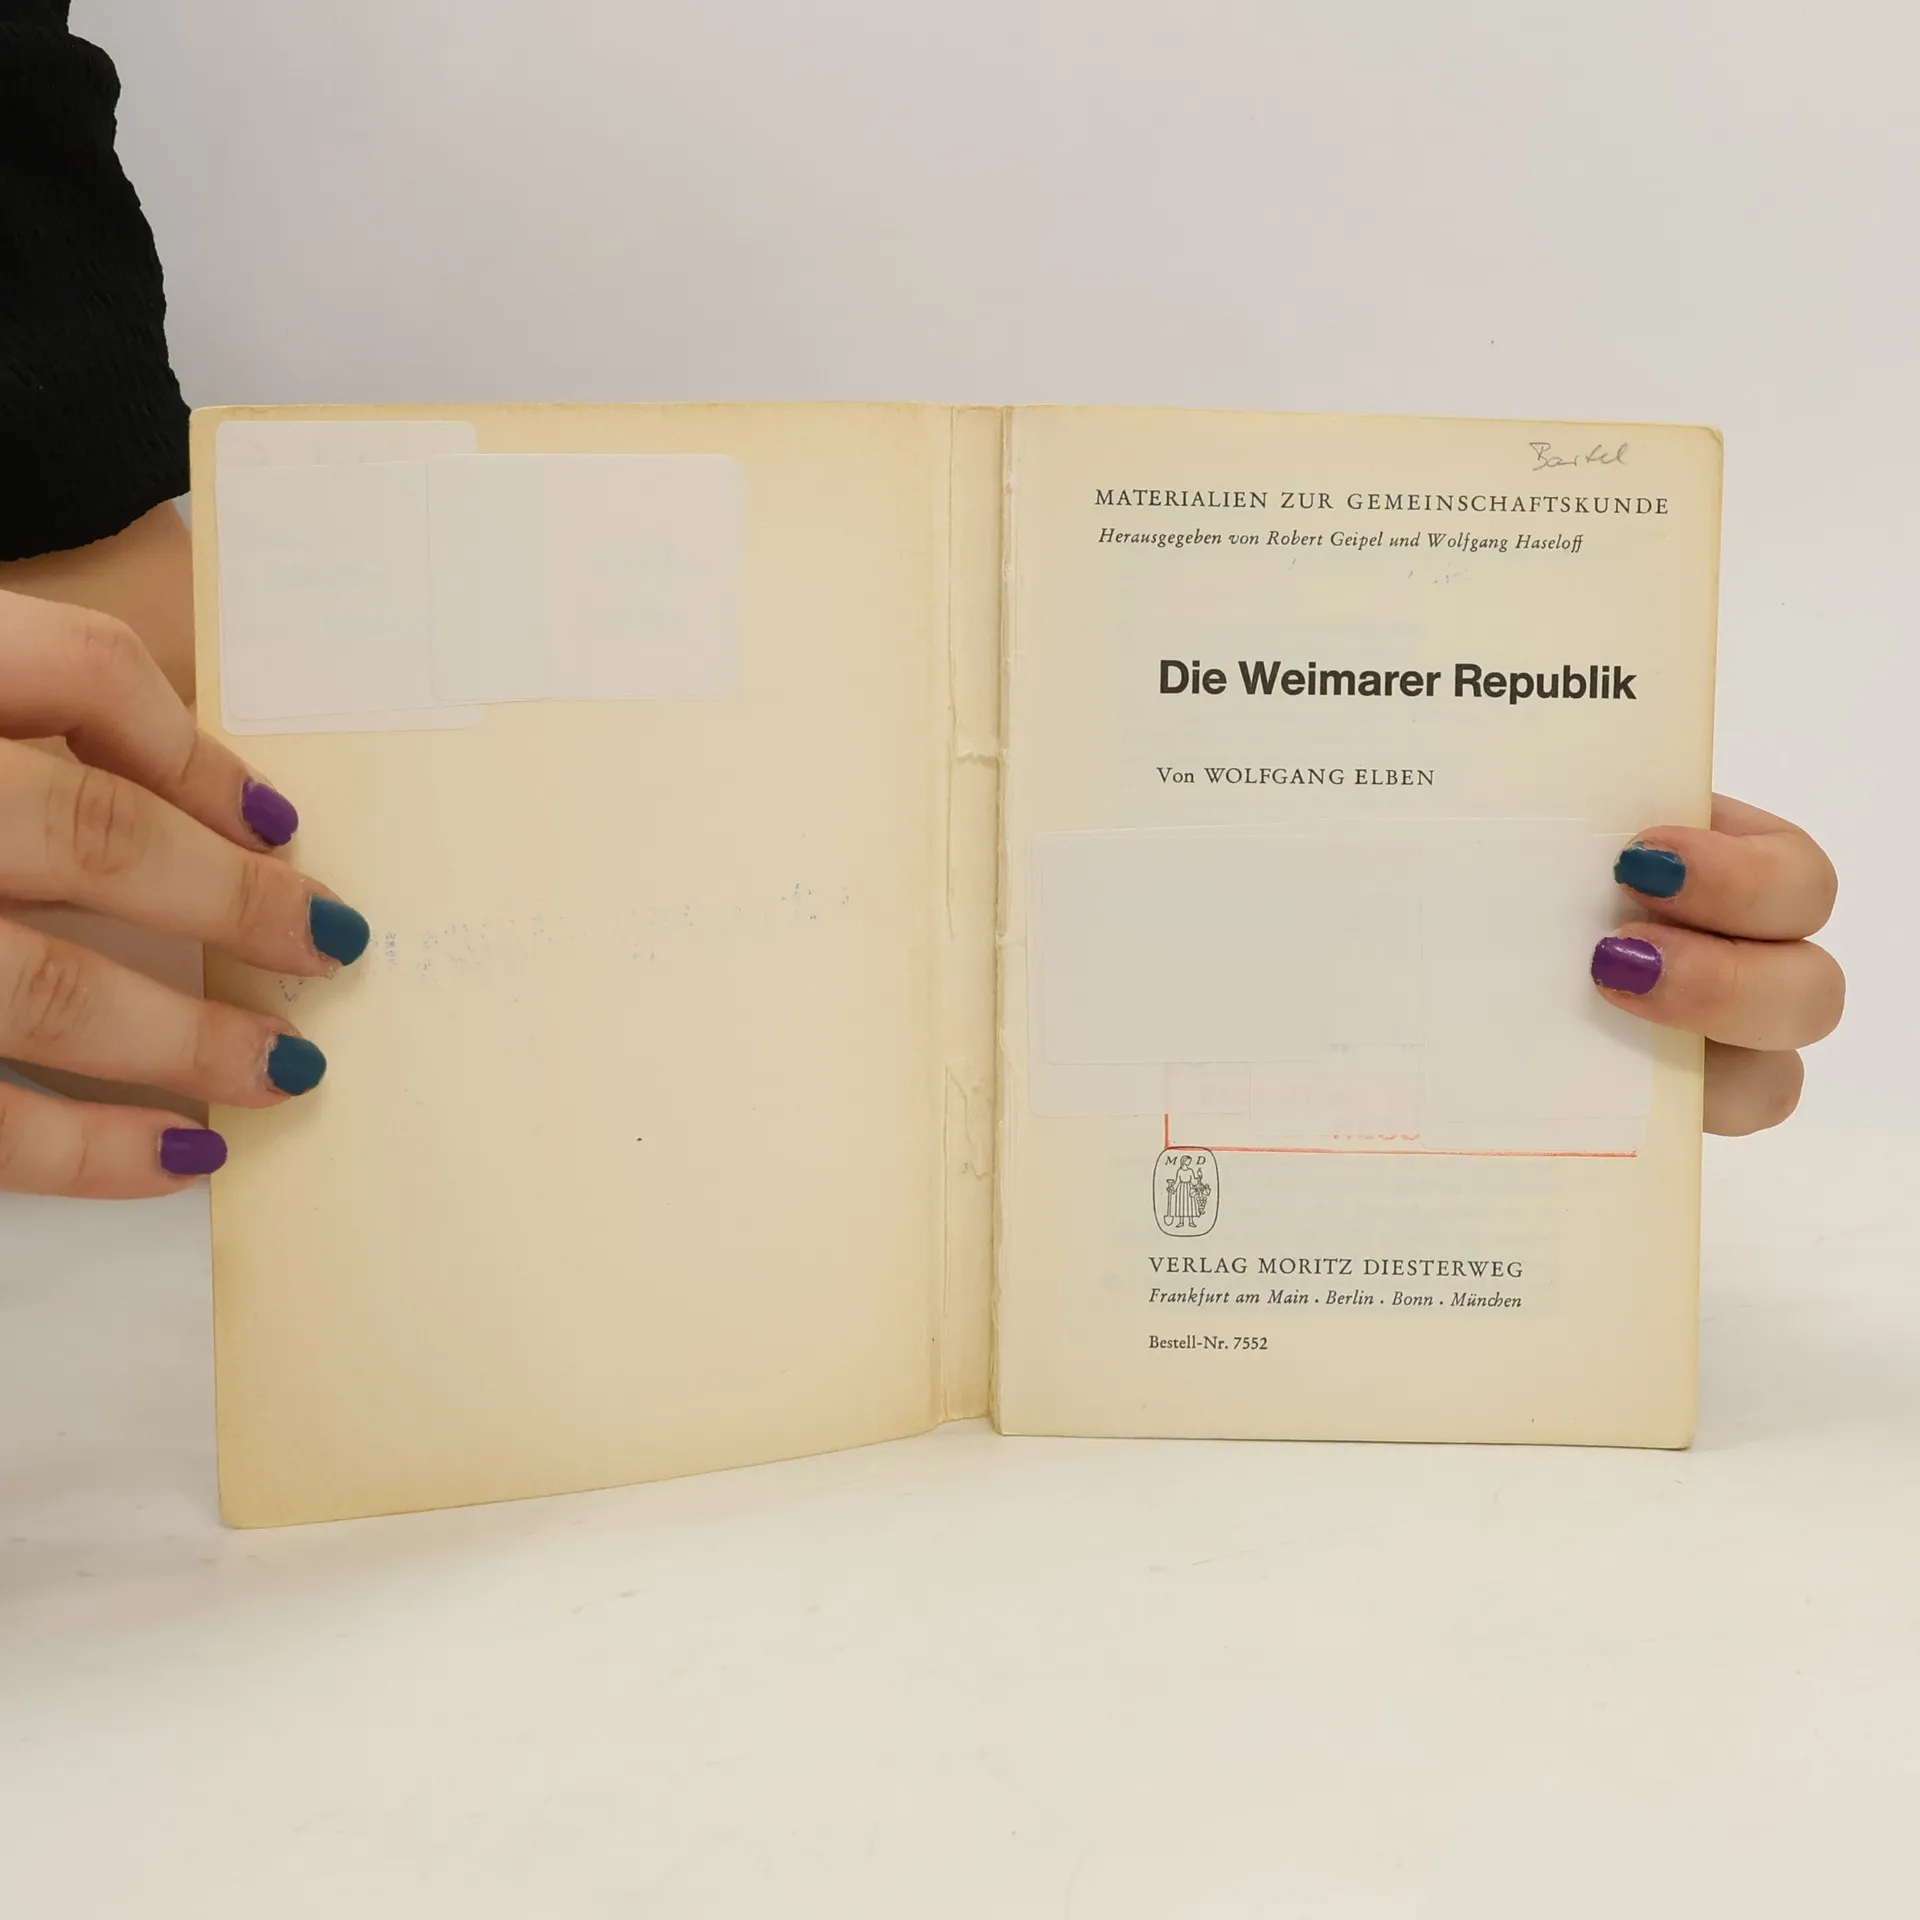 Bartel
MATERIALIEN ZUR GEMEINSCHAFTSKUNDE
Herausgegeben von Robert Geipel und Wolfgang Haseloff
Die Weimarer Republik
Von WOLFGANG ELBEN
M D
VERLAG MORITZ DIESTERWEG
Frankfurt am Main . Berlin . Bonn . München
Bestell-Nr. 7552